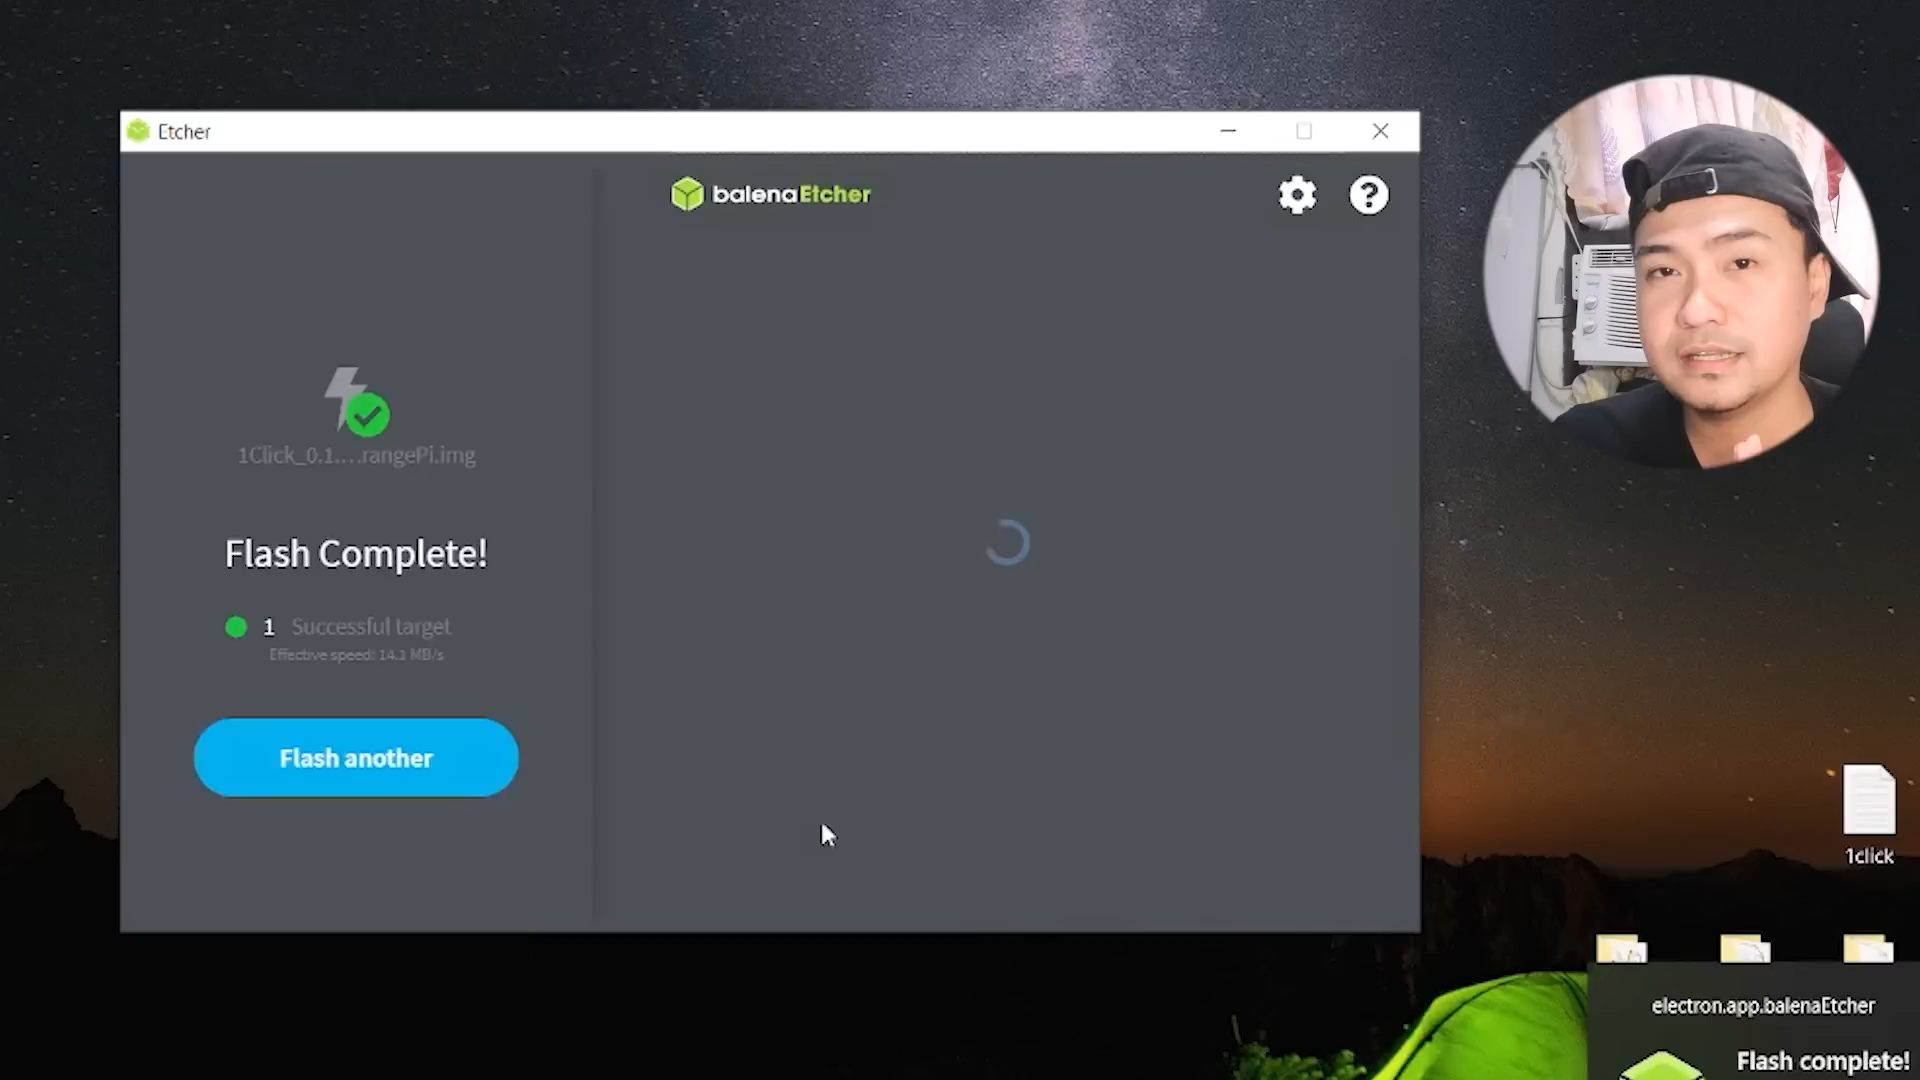 Etcher
balenaEtcher
1Click_0.1....rangePi.img
Flash Complete!
1 Successful target
Effective speed: 14.1 MB/s
Flash another
1click
electron.app.balenaEtcher
Flash complete!